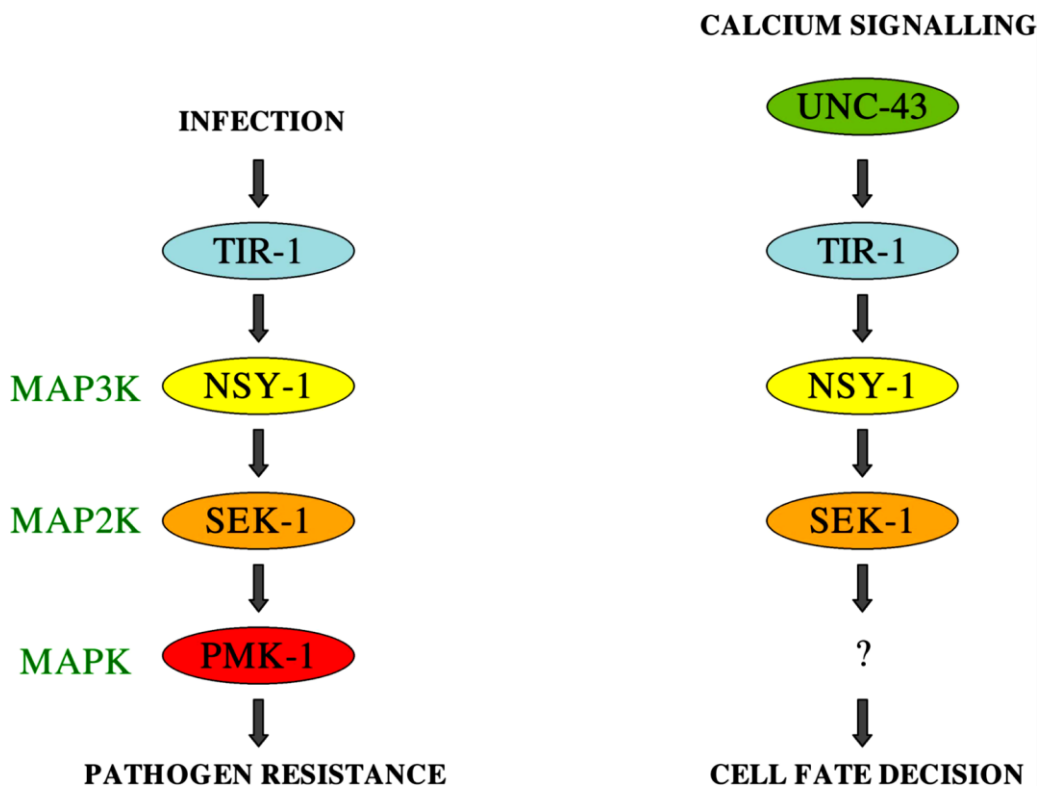 CALCIUM SIGNALLING
UNC-43
INFECTION
TIR-1
TIR-1
MAP3K
NSY-1
NSY-1
MAP2K
SEK-1
SEK-1
MAPK
PMK-1
?
PATHOGEN RESISTANCE
CELL FATE DECISION